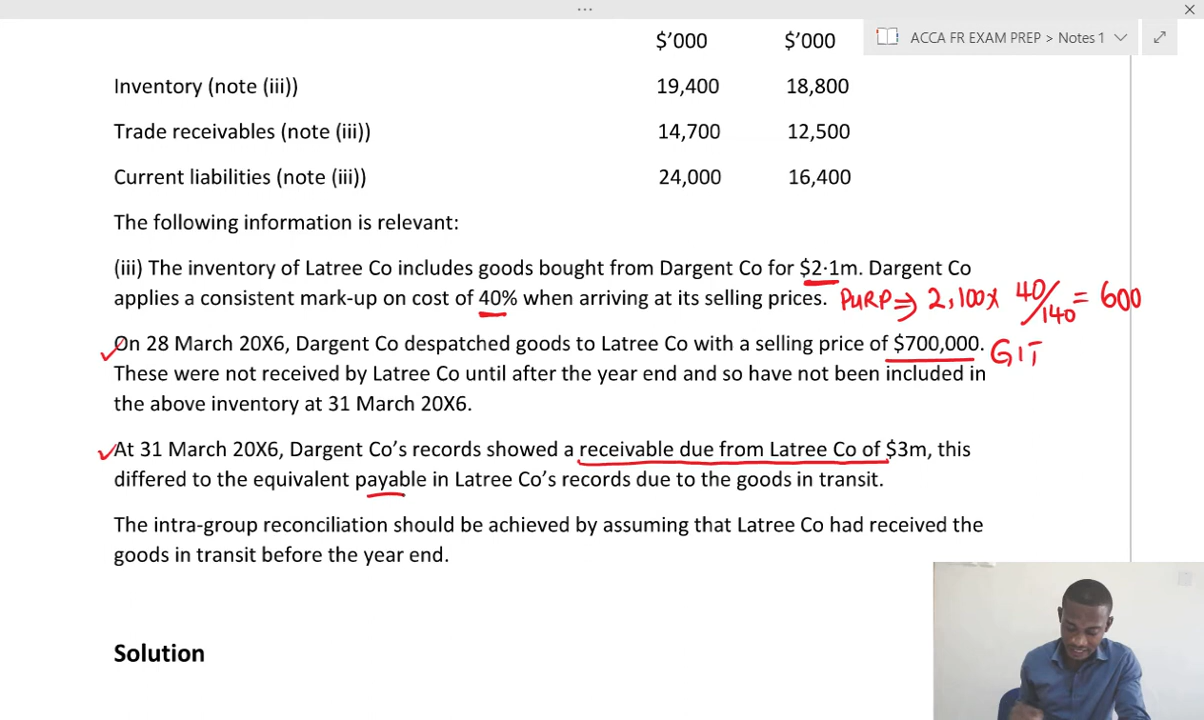 ACCA FR EXAM PREP > Notes 1
$'000 $'000
Inventory (note (iii)) 19,400 18,800
Trade receivables (note (iii)) 14,700 12,500
Current liabilities (note (iii)) 24,000 16,400
The following information is relevant:
(iii) The inventory of Latree Co includes goods bought from Dargent Co for $2·1m. Dargent Co
applies a consistent mark-up on cost of 40% when arriving at its selling prices. PURP ⇒ 2,100 x 40/140 = 600
On 28 March 20X6, Dargent Co despatched goods to Latree Co with a selling price of $700,000. GIT
These were not received by Latree Co until after the year end and so have not been included in
the above inventory at 31 March 20X6.
At 31 March 20X6, Dargent Co's records showed a receivable due from Latree Co of $3m, this
differed to the equivalent payable in Latree Co's records due to the goods in transit.
The intra-group reconciliation should be achieved by assuming that Latree Co had received the
goods in transit before the year end.
Solution